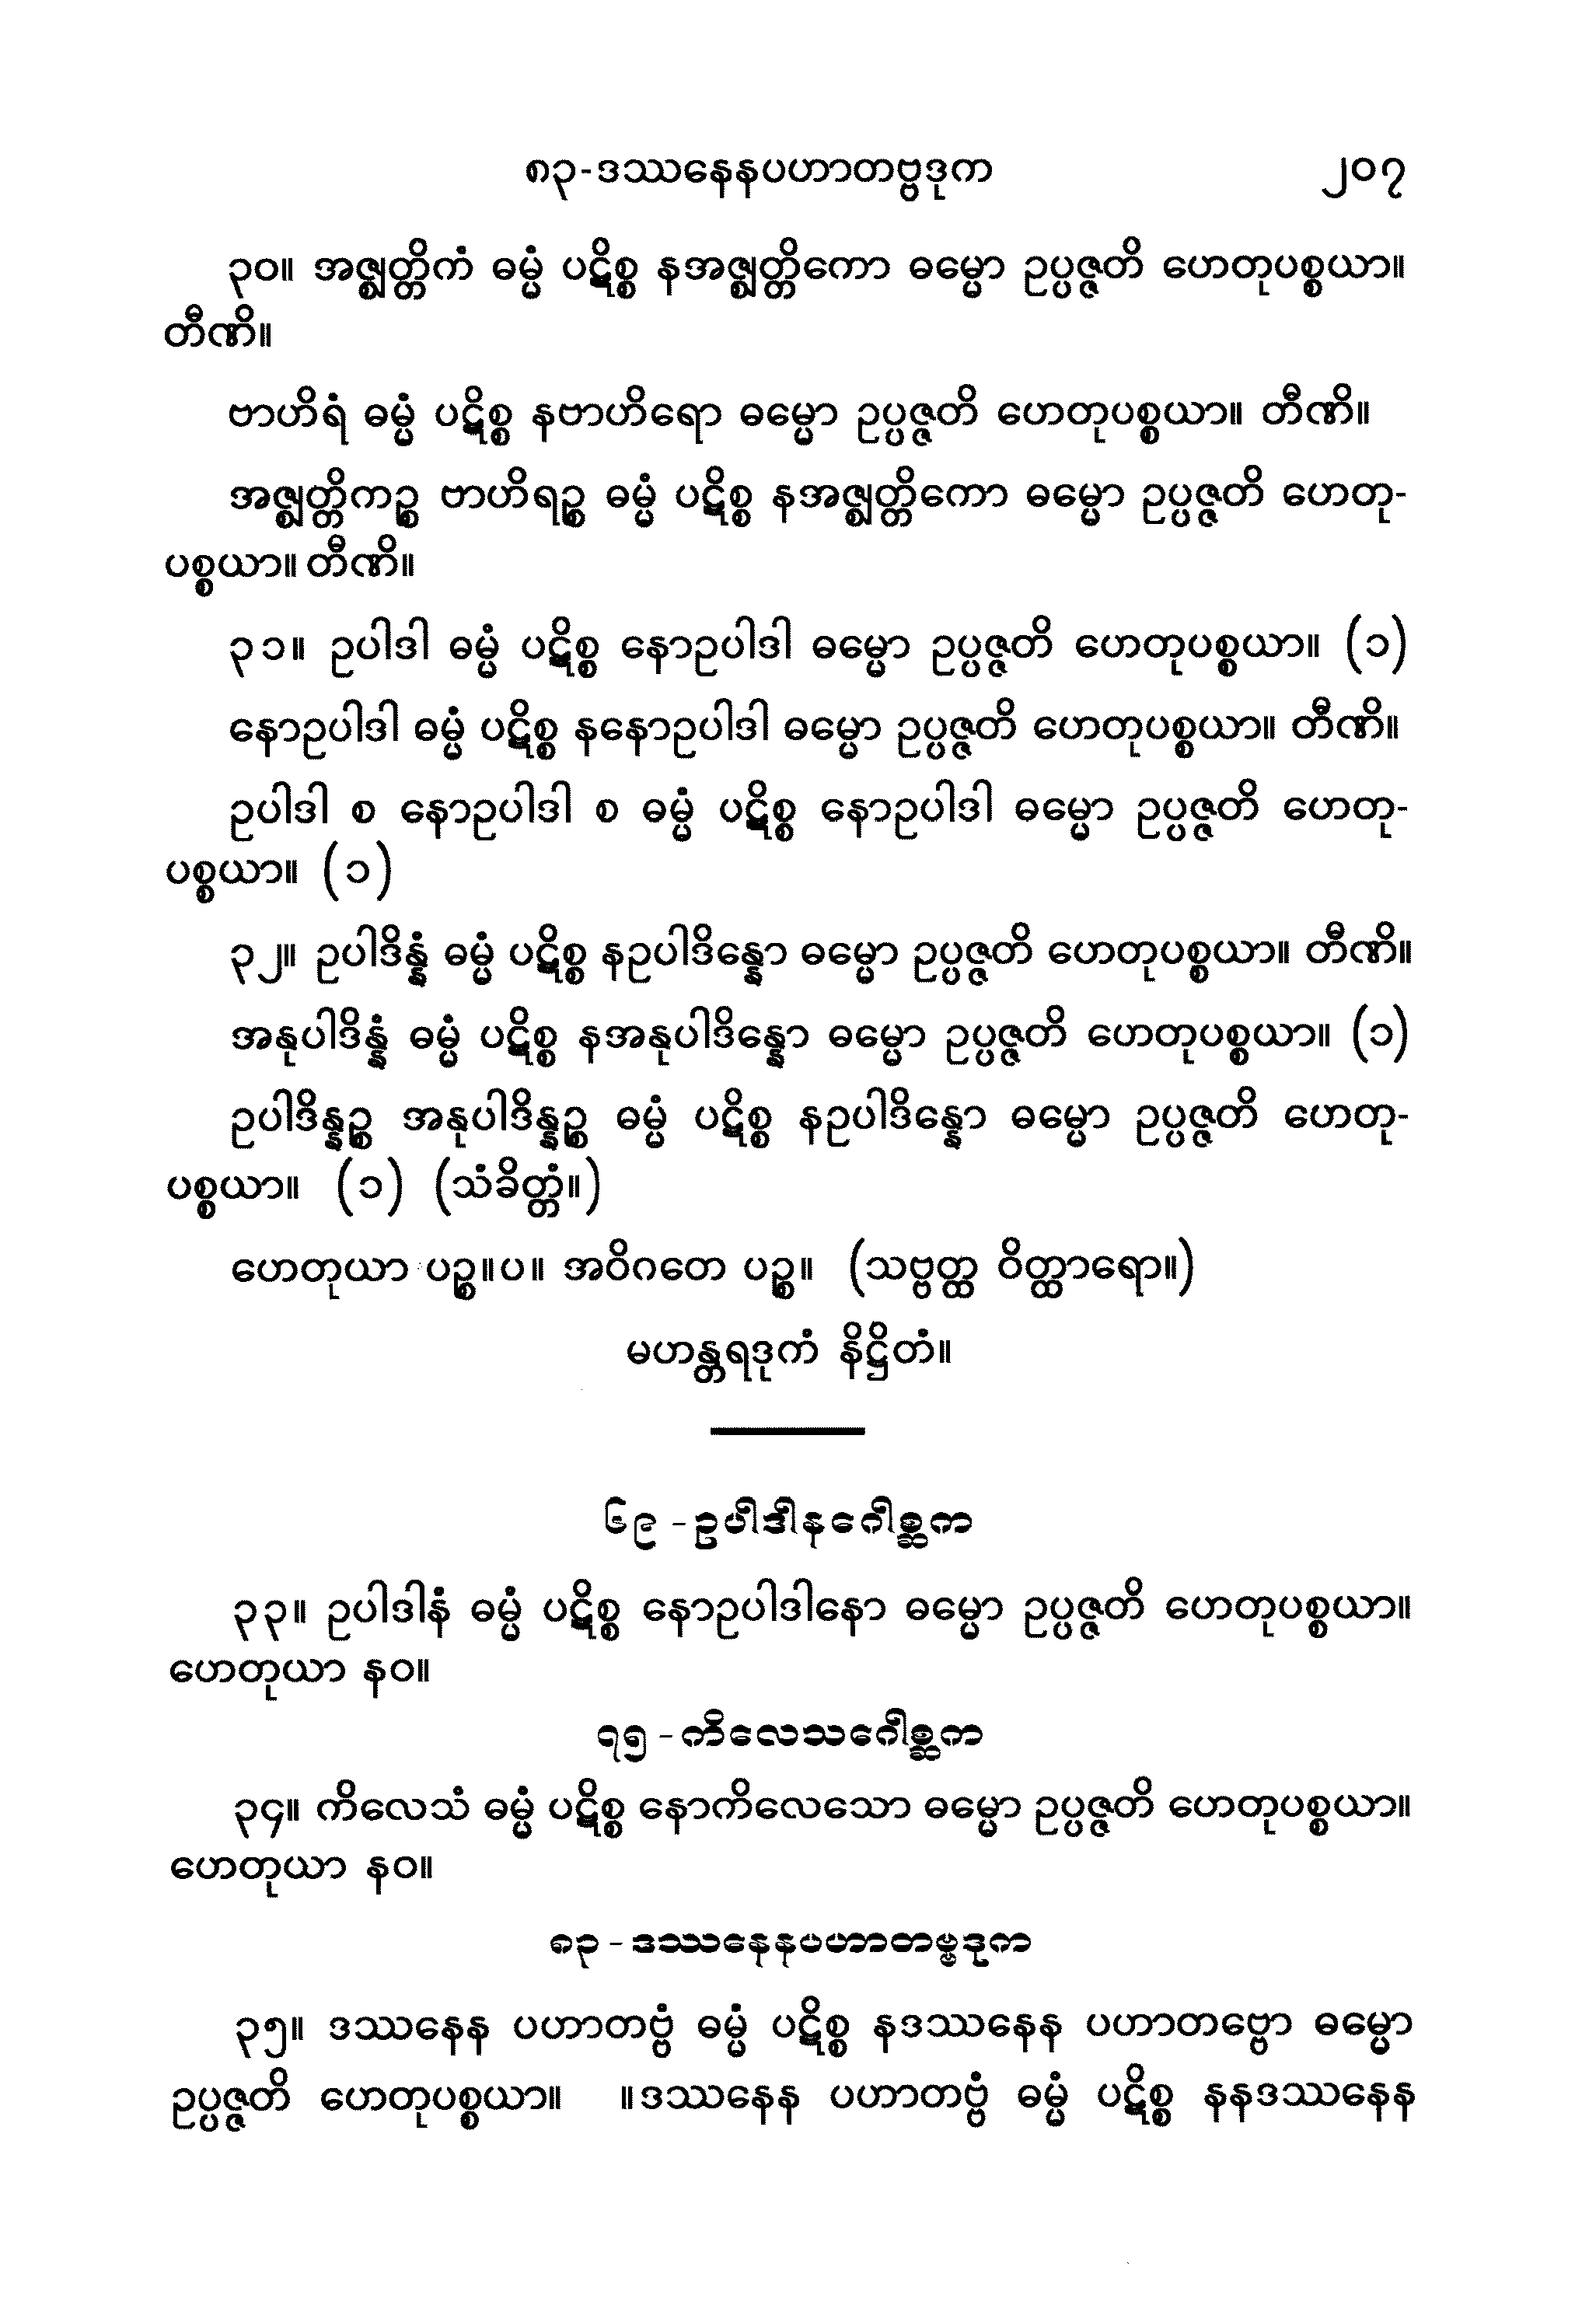 ၈၃-ဒဿနေနပဟာတဗ္ဗဒုက ၂၀၇
၃၀။ အဇ္ဈတ္တိကံ ဓမ္မံ ပဋိစ္စ နအဇ္ဈတ္တိကော ဓမ္မော ဥပ္ပဇ္ဇတိ ဟေတုပစ္စယာ။
တီဏိ။
ဗာဟိရံ ဓမ္မံ ပဋိစ္စ နဗာဟိရော ဓမ္မော ဥပ္ပဇ္ဇတိ ဟေတုပစ္စယာ။ တီဏိ။
အဇ္ဈတ္တိကဉ္စ ဗာဟိရဉ္စ ဓမ္မံ ပဋိစ္စ နအဇ္ဈတ္တိကော ဓမ္မော ဥပ္ပဇ္ဇတိ ဟေတု-
ပစ္စယာ။ တီဏိ။
၃၁။ ဥပါဒါ ဓမ္မံ ပဋိစ္စ နောဥပါဒါ ဓမ္မော ဥပ္ပဇ္ဇတိ ဟေတုပစ္စယာ။ (၁)
နောဥပါဒါ ဓမ္မံ ပဋိစ္စ နနောဥပါဒါ ဓမ္မော ဥပ္ပဇ္ဇတိ ဟေတုပစ္စယာ။ တီဏိ။
ဥပါဒါ စ နောဥပါဒါ စ ဓမ္မံ ပဋိစ္စ နောဥပါဒါ ဓမ္မော ဥပ္ပဇ္ဇတိ ဟေတု-
ပစ္စယာ။ (၁)
၃၂။ ဥပါဒိန္နံ ဓမ္မံ ပဋိစ္စ နဥပါဒိန္နော ဓမ္မော ဥပ္ပဇ္ဇတိ ဟေတုပစ္စယာ။ တီဏိ။
အနုပါဒိန္နံ ဓမ္မံ ပဋိစ္စ နအနုပါဒိန္နော ဓမ္မော ဥပ္ပဇ္ဇတိ ဟေတုပစ္စယာ။ (၁)
ဥပါဒိန္နဉ္စ အနုပါဒိန္နဉ္စ ဓမ္မံ ပဋိစ္စ နဥပါဒိန္နော ဓမ္မော ဥပ္ပဇ္ဇတိ ဟေတု-
ပစ္စယာ။ (၁) (သံခိတ္တံ။)
ဟေတုယာ ပဉ္စ။ပ။ အဝိဂတေ ပဉ္စ။ (သဗ္ဗတ္ထ ဝိတ္ထာရော။)
မဟန္တရဒုကံ နိဋ္ဌိတံ။
၆၉-ဥပါဒါနဂေါစ္ဆက
၃၃။ ဥပါဒါနံ ဓမ္မံ ပဋိစ္စ နောဥပါဒါနော ဓမ္မော ဥပ္ပဇ္ဇတိ ဟေတုပစ္စယာ။
ဟေတုယာ နဝ။
၇၅-ကိလေသဂေါစ္ဆက
၃၄။ ကိလေသံ ဓမ္မံ ပဋိစ္စ နောကိလေသော ဓမ္မော ဥပ္ပဇ္ဇတိ ဟေတုပစ္စယာ။
ဟေတုယာ နဝ။
၈၃-ဒဿနေနပဟာတဗ္ဗဒုက
၃၅။ ဒဿနေန ပဟာတဗ္ဗံ ဓမ္မံ ပဋိစ္စ နဒဿနေန ပဟာတဗ္ဗော ဓမ္မော
ဥပ္ပဇ္ဇတိ ဟေတုပစ္စယာ။ ။ဒဿနေန ပဟာတဗ္ဗံ ဓမ္မံ ပဋိစ္စ နနဒဿနေန